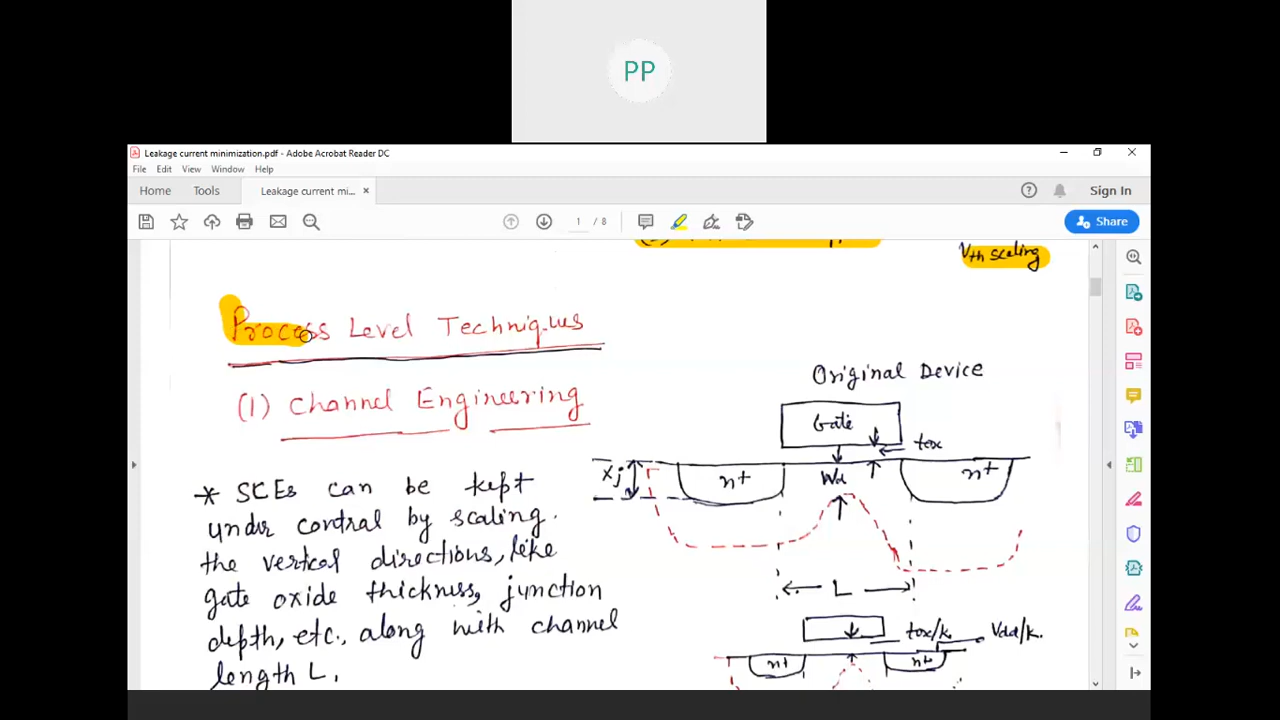 PP
Leakage current minimization.pdf - Adobe Acrobat Reader DC
File Edit View Window Help
Home Tools Leakage current mi... ×
Sign In
1 / 8
Share
Vth scaling
Process Level Techniques
(1) Channel Engineering
Original Device
Gate
tox
Xj
n+
Wd
n+
* SCEs can be kept
under control by scaling.
the vertical directions, like
gate oxide thickness, junction
depth, etc., along with channel
length L.
L
tox/k
Vdd/k.
n+
n+